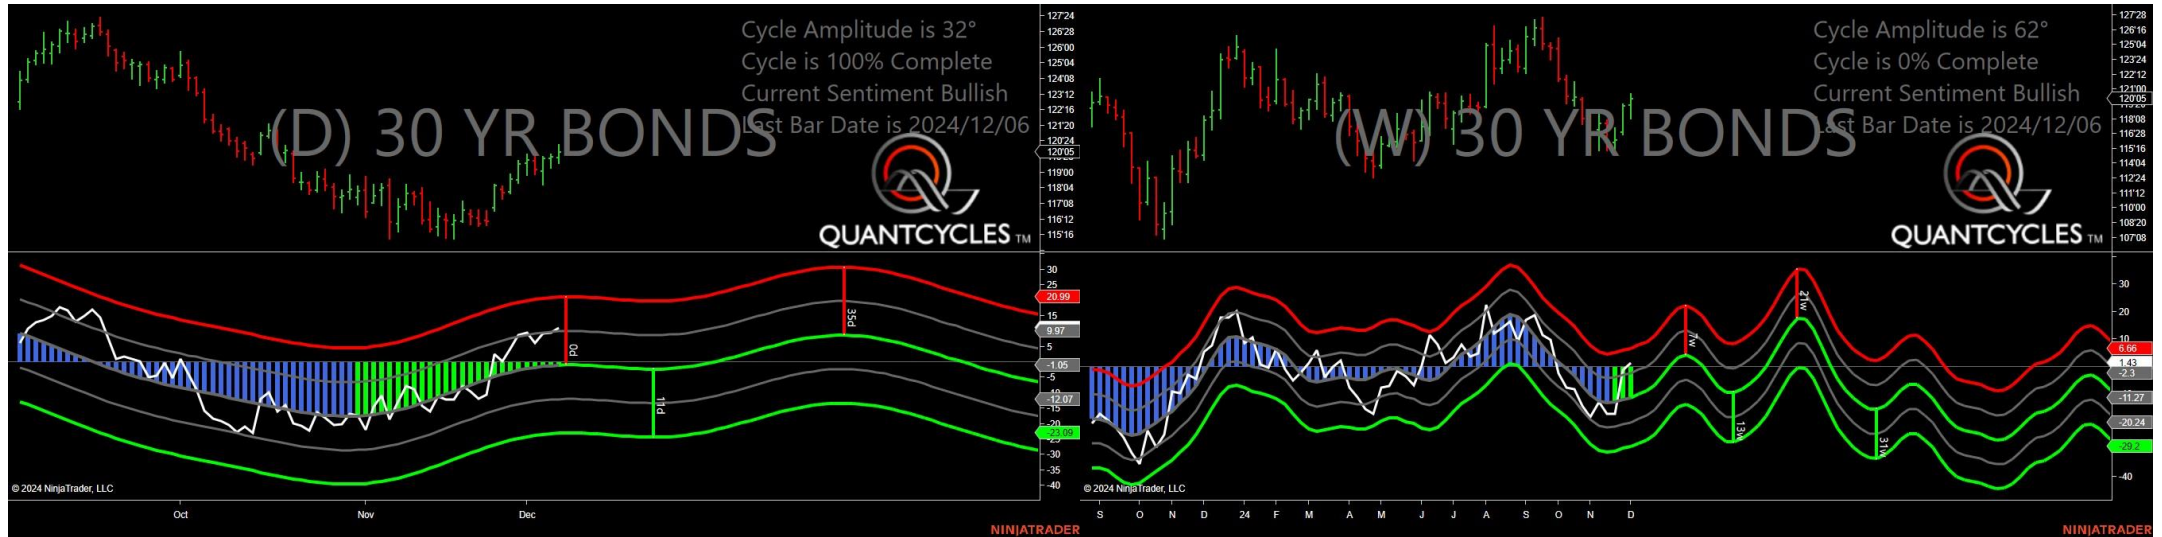 Cycle Amplitude is 32°
Cycle is 100% Complete
Current Sentiment Bullish
Last Bar Date is 2024/12/06
(D) 30 YR BONDS
QUANTCYCLES TM
127'24
126'28
126'00
125'04
124'08
123'12
122'16
121'20
120'24
120'05
119'00
118'04
117'08
116'12
115'16
30
25
20.99
15
9.97
5
-1.05
-5
-12.07
-15
-20
-23.09
-30
-35
-40
0d
11d
35d
© 2024 NinjaTrader, LLC
Oct
Nov
Dec
NINJATRADER
Cycle Amplitude is 62°
Cycle is 0% Complete
Current Sentiment Bullish
Last Bar Date is 2024/12/06
(W) 30 YR BONDS
QUANTCYCLES TM
127'28
126'16
125'04
123'24
122'12
121'00
120'05
118'08
116'28
115'16
114'04
112'24
111'12
110'00
108'20
107'08
30
20
10
6.66
1.43
-2.3
-11.27
-20.24
-29.2
-40
7w
13w
21w
31w
© 2024 NinjaTrader, LLC
S O N D 24 F M A M J J A S O N D
NINJATRADER